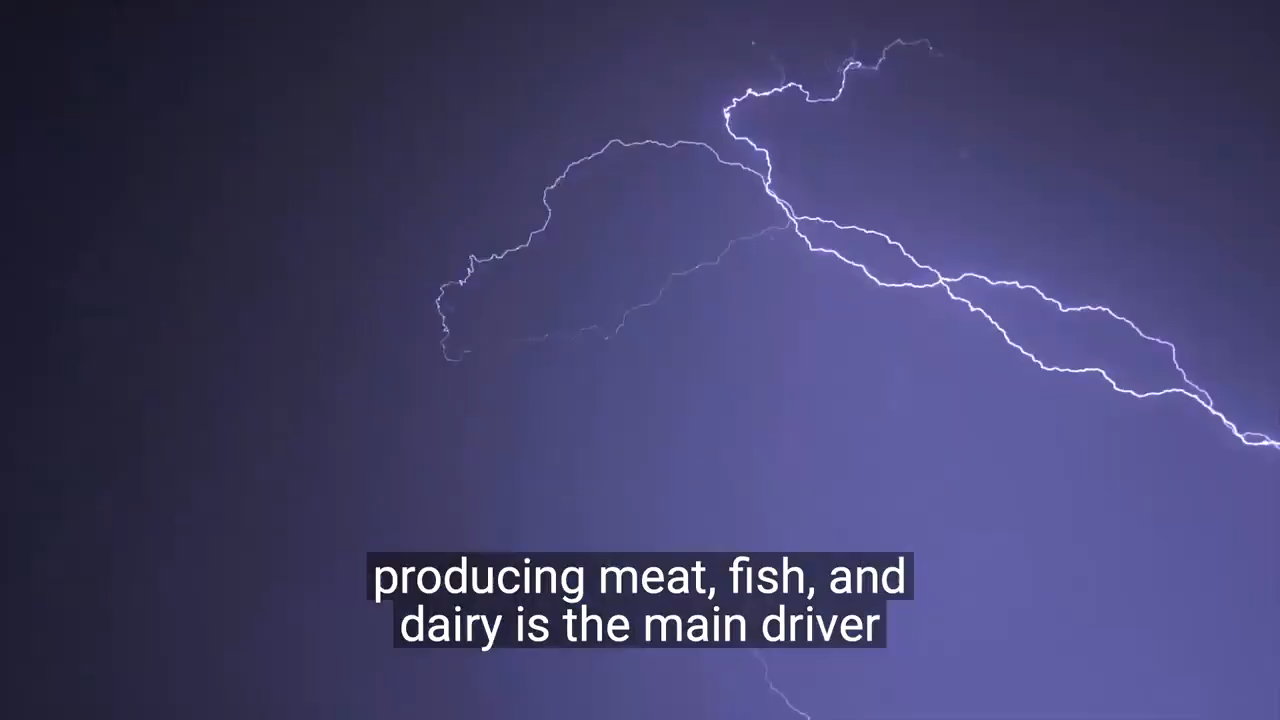 producing meat, fish, and
dairy is the main driver